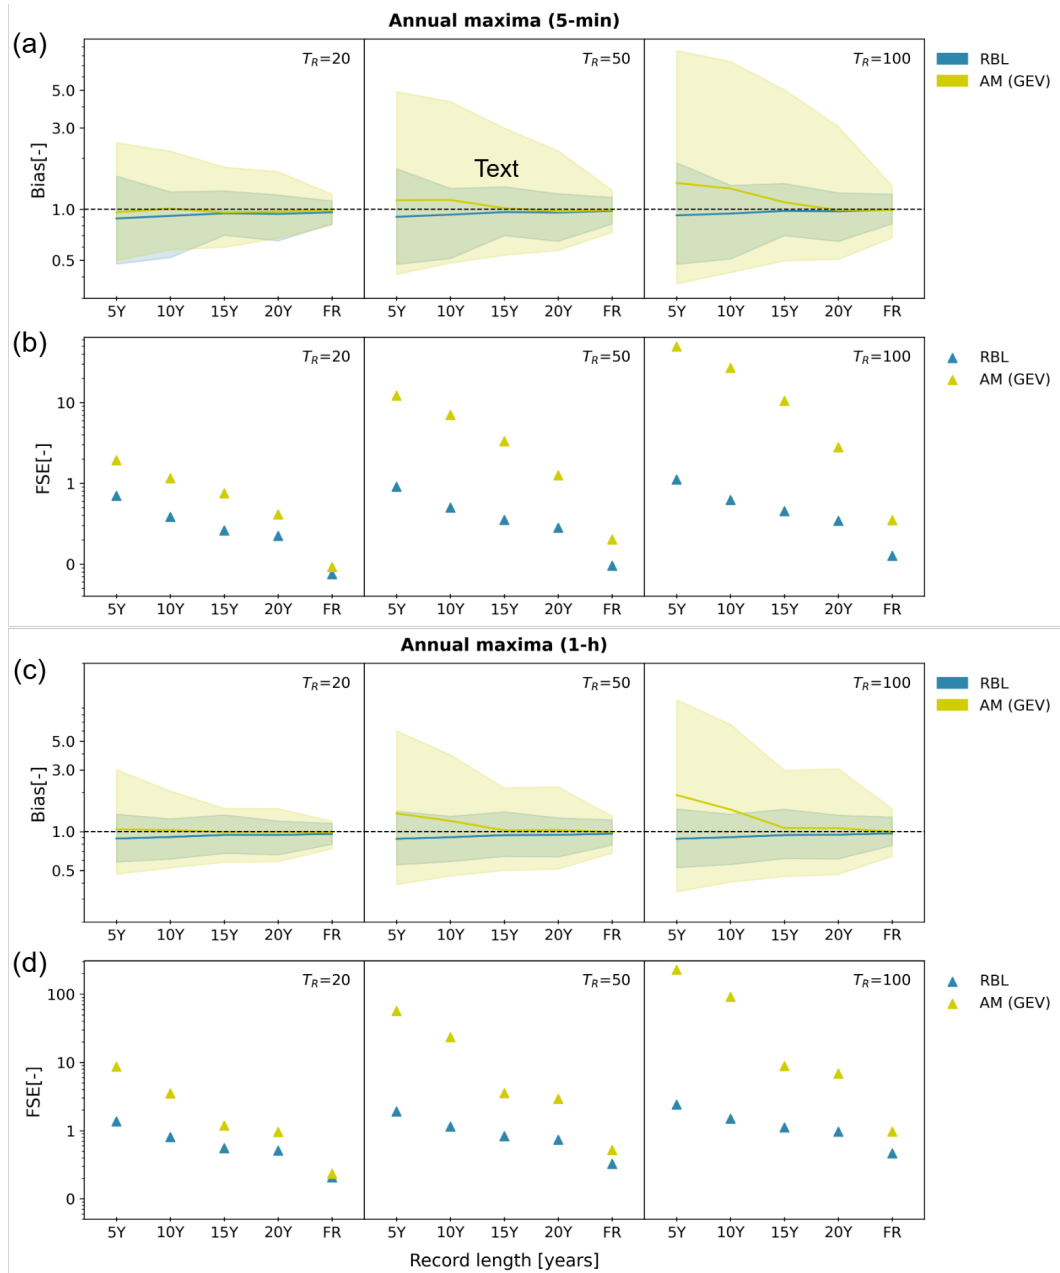 Annual maxima (5-min)
(a)
T_R=20
T_R=50
T_R=100
RBL
AM (GEV)
5.0
3.0
1.0
0.5
Bias[-]
Text
5Y 10Y 15Y 20Y FR 5Y 10Y 15Y 20Y FR 5Y 10Y 15Y 20Y FR
(b)
T_R=20
T_R=50
T_R=100
RBL
AM (GEV)
10
1
0
FSE[-]
5Y 10Y 15Y 20Y FR 5Y 10Y 15Y 20Y FR 5Y 10Y 15Y 20Y FR
Annual maxima (1-h)
(c)
T_R=20
T_R=50
T_R=100
RBL
AM (GEV)
5.0
3.0
1.0
0.5
Bias[-]
5Y 10Y 15Y 20Y FR 5Y 10Y 15Y 20Y FR 5Y 10Y 15Y 20Y FR
(d)
T_R=20
T_R=50
T_R=100
RBL
AM (GEV)
100
10
1
0
FSE[-]
5Y 10Y 15Y 20Y FR 5Y 10Y 15Y 20Y FR 5Y 10Y 15Y 20Y FR
Record length [years]